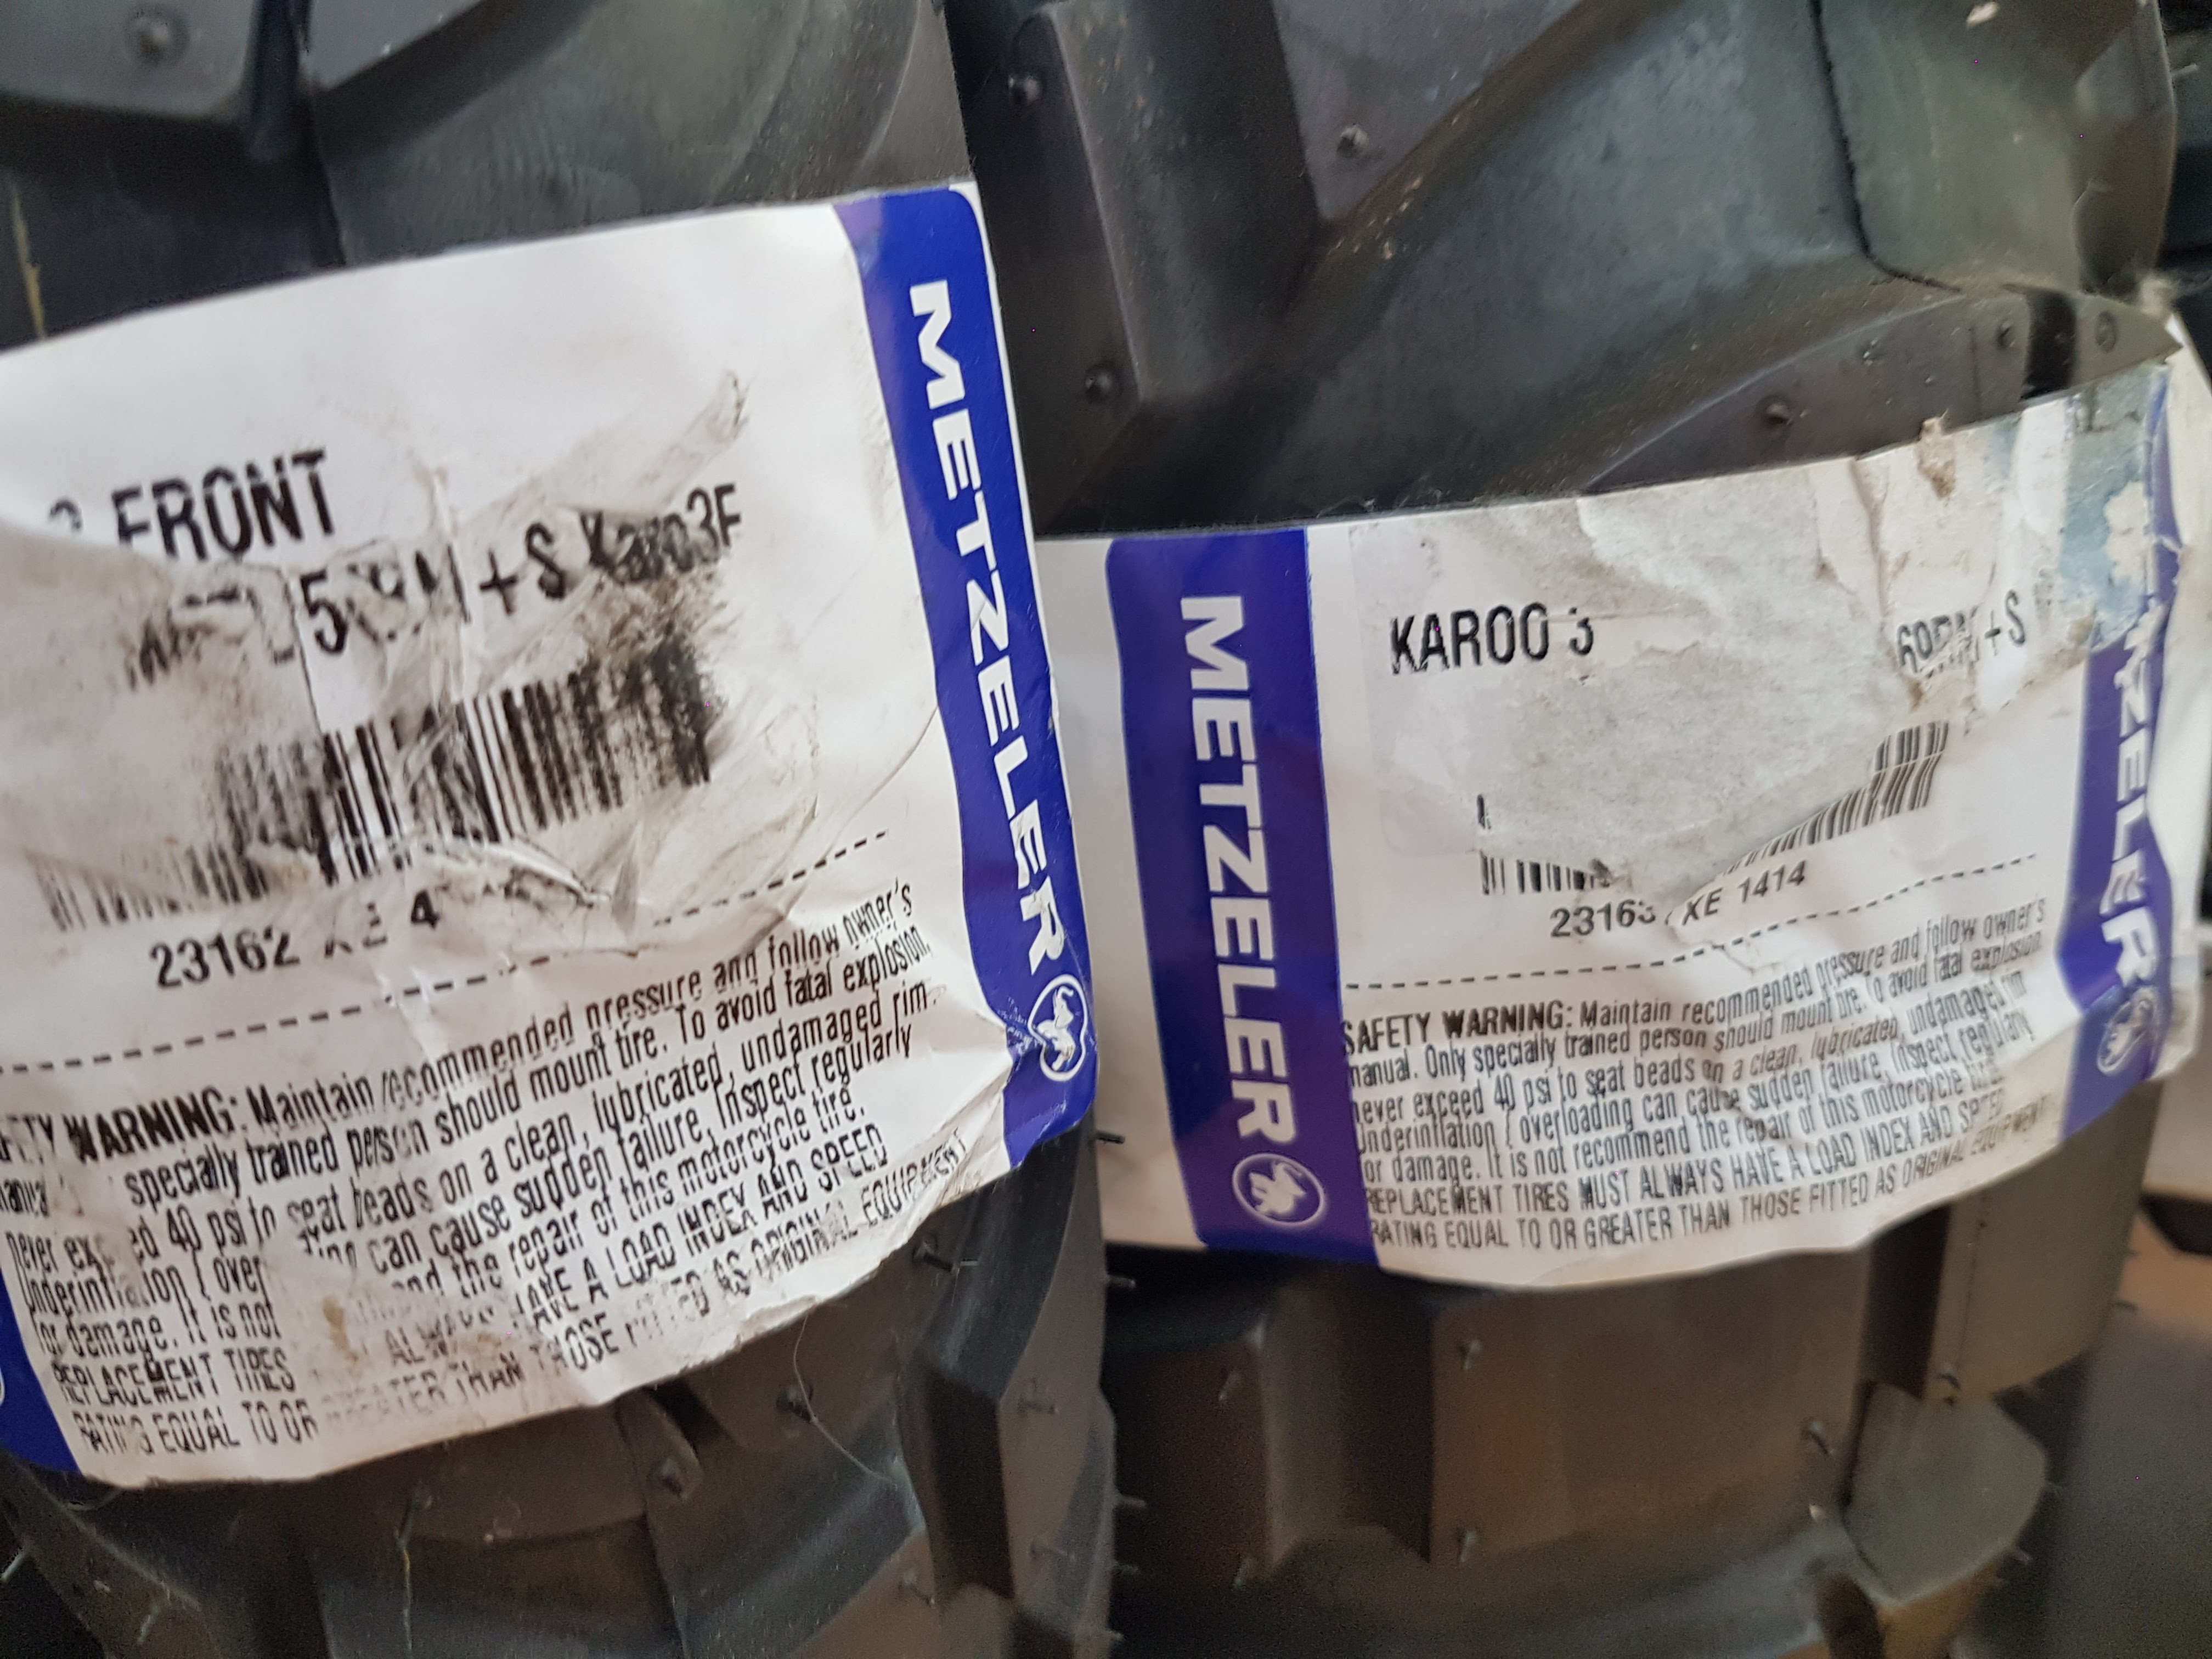 METZELER
FRONT
+S Karoo3F
23162
WARNING: Maintain recommended pressure and follow owner's
specially trained person should mount tire. To avoid fatal explosion,
40 psi to seat beads on a clean, lubricated, undamaged rim.
can cause sudden failure. Inspect regularly
for damage. It is not the repair of this motorcycle tire.
REPLACEMENT TIRES HAVE A LOAD INDEX AND SPEED
RATING EQUAL TO OR THAN THOSE AS ORIGINAL EQUIPMENT
METZELER
KAROO 3
+S
XE 1414
SAFETY WARNING: Maintain recommended pressure and follow owner's
manual. Only specially trained person should mount tire. To avoid fatal explosion
never exceed 40 psi to seat beads on a clean, lubricated, undamaged rim
Underinflation / overloading can cause sudden failure. Inspect regularly
for damage. It is not recommend the repair of this motorcycle
REPLACEMENT TIRES MUST ALWAYS HAVE A LOAD INDEX AND SPEED
RATING EQUAL TO OR GREATER THAN THOSE FITTED AS ORIGINAL EQUIPMENT